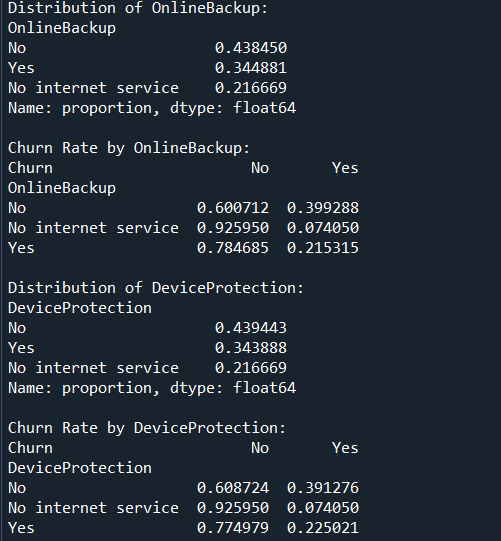 Distribution of OnlineBackup:
OnlineBackup
No                     0.438450
Yes                    0.344881
No internet service    0.216669
Name: proportion, dtype: float64

Churn Rate by OnlineBackup:
Churn                      No       Yes
OnlineBackup
No                   0.600712  0.399288
No internet service  0.925950  0.074050
Yes                  0.784685  0.215315

Distribution of DeviceProtection:
DeviceProtection
No                     0.439443
Yes                    0.343888
No internet service    0.216669
Name: proportion, dtype: float64

Churn Rate by DeviceProtection:
Churn                      No       Yes
DeviceProtection
No                   0.608724  0.391276
No internet service  0.925950  0.074050
Yes                  0.774979  0.225021